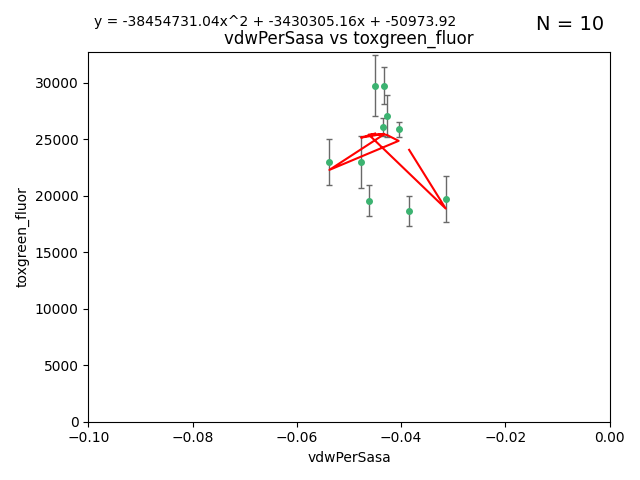 y = -38454731.04x^2 + -3430305.16x + -50973.92
N = 10
vdwPerSasa vs toxgreen_fluor
30000
25000
20000
15000
10000
5000
0
toxgreen_fluor
−0.10 −0.08 −0.06 −0.04 −0.02 0.00
vdwPerSasa